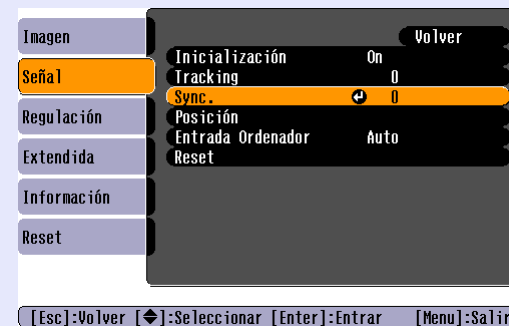 Imagen
Señal
Regulación
Extendida
Información
Reset
Volver
Inicialización On
Tracking 0
Sync. 0
Posición
Entrada Ordenador Auto
Reset
[Esc]:Volver [◆]:Seleccionar [Enter]:Entrar [Menu]:Salir